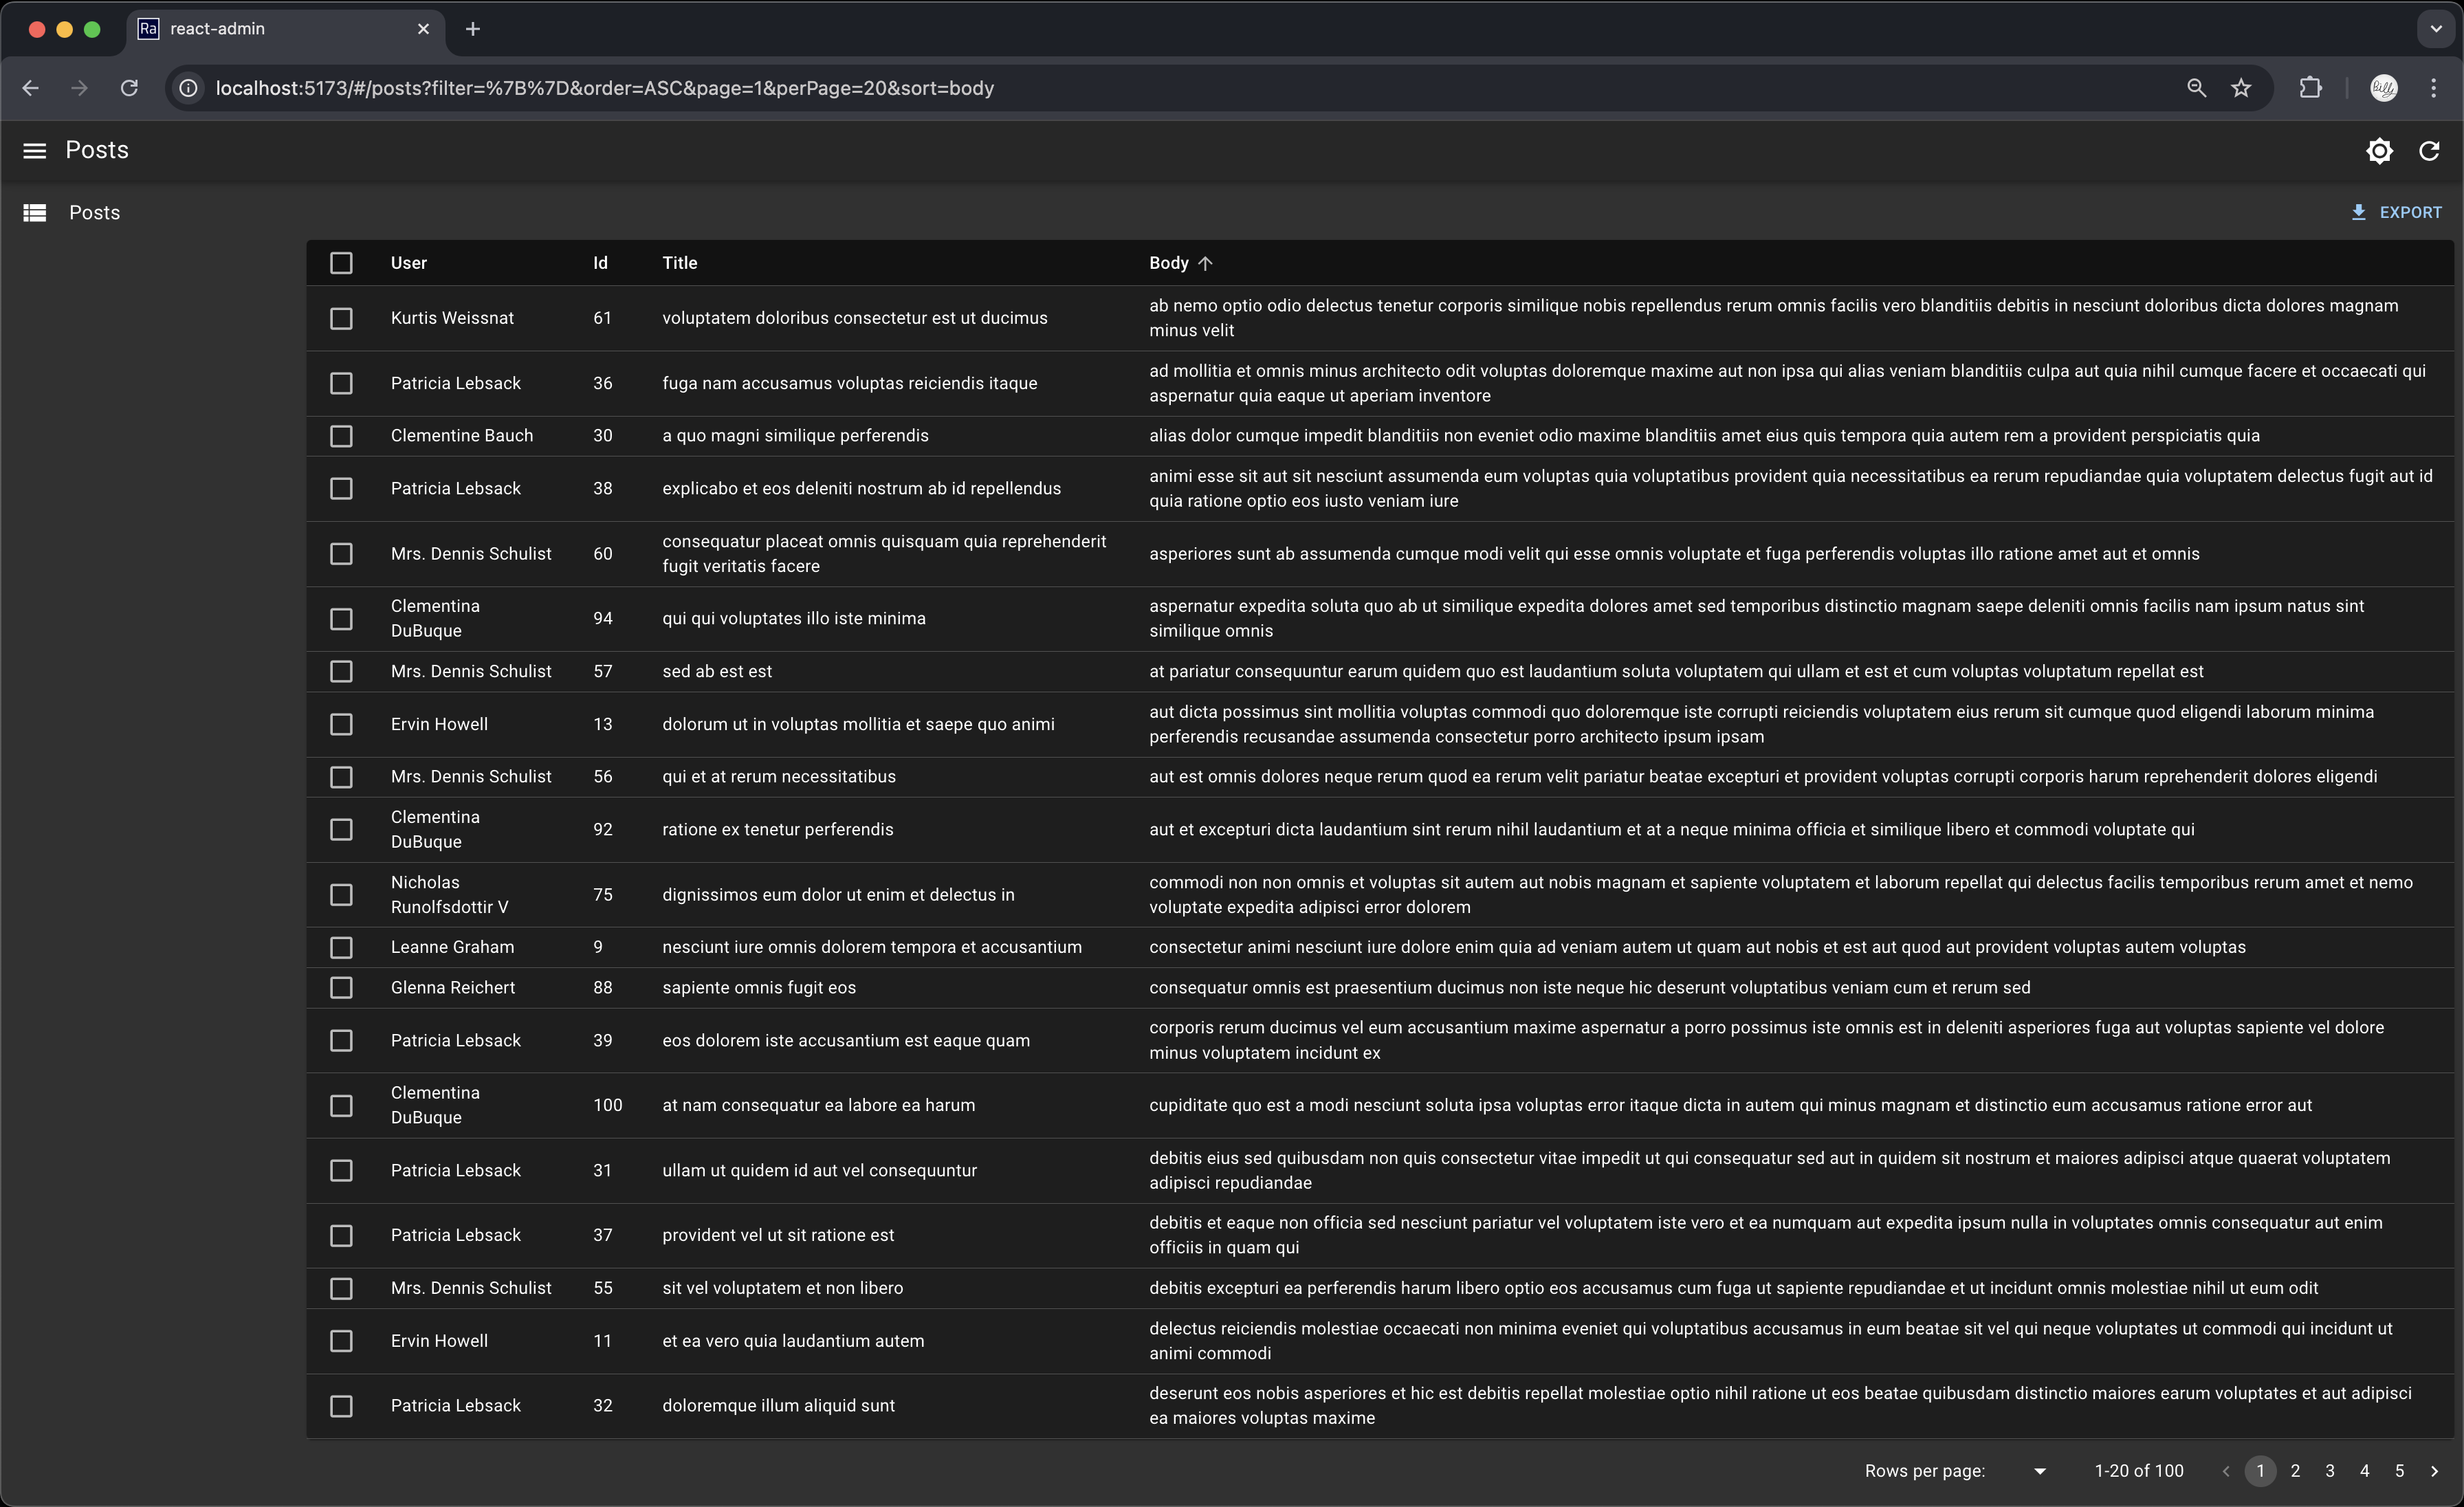 Ra react-admin
localhost:5173/#/posts?filter=%7B%7D&order=ASC&page=1&perPage=20&sort=body
Billy
Posts
Posts
EXPORT
User Id Title Body
Kurtis Weissnat 61 voluptatem doloribus consectetur est ut ducimus ab nemo optio odio delectus tenetur corporis similique nobis repellendus rerum omnis facilis vero blanditiis debitis in nesciunt doloribus dicta dolores magnam
minus velit
Patricia Lebsack 36 fuga nam accusamus voluptas reiciendis itaque ad mollitia et omnis minus architecto odit voluptas doloremque maxime aut non ipsa qui alias veniam blanditiis culpa aut quia nihil cumque facere et occaecati qui
aspernatur quia eaque ut aperiam inventore
Clementine Bauch 30 a quo magni similique perferendis alias dolor cumque impedit blanditiis non eveniet odio maxime blanditiis amet eius quis tempora quia autem rem a provident perspiciatis quia
Patricia Lebsack 38 explicabo et eos deleniti nostrum ab id repellendus animi esse sit aut sit nesciunt assumenda eum voluptas quia voluptatibus provident quia necessitatibus ea rerum repudiandae quia voluptatem delectus fugit aut id
quia ratione optio eos iusto veniam iure
Mrs. Dennis Schulist 60 consequatur placeat omnis quisquam quia reprehenderit
fugit veritatis facere
asperiores sunt ab assumenda cumque modi velit qui esse omnis voluptate et fuga perferendis voluptas illo ratione amet aut et omnis
Clementina
DuBuque
94 qui qui voluptates illo iste minima aspernatur expedita soluta quo ab ut similique expedita dolores amet sed temporibus distinctio magnam saepe deleniti omnis facilis nam ipsum natus sint
similique omnis
Mrs. Dennis Schulist 57 sed ab est est at pariatur consequuntur earum quidem quo est laudantium soluta voluptatem qui ullam et est et cum voluptas voluptatum repellat est
Ervin Howell 13 dolorum ut in voluptas mollitia et saepe quo animi aut dicta possimus sint mollitia voluptas commodi quo doloremque iste corrupti reiciendis voluptatem eius rerum sit cumque quod eligendi laborum minima
perferendis recusandae assumenda consectetur porro architecto ipsum ipsam
Mrs. Dennis Schulist 56 qui et at rerum necessitatibus aut est omnis dolores neque rerum quod ea rerum velit pariatur beatae excepturi et provident voluptas corrupti corporis harum reprehenderit dolores eligendi
Clementina
DuBuque
92 ratione ex tenetur perferendis aut et excepturi dicta laudantium sint rerum nihil laudantium et at a neque minima officia et similique libero et commodi voluptate qui
Nicholas
Runolfsdottir V
75 dignissimos eum dolor ut enim et delectus in commodi non non omnis et voluptas sit autem aut nobis magnam et sapiente voluptatem et laborum repellat qui delectus facilis temporibus rerum amet et nemo
voluptate expedita adipisci error dolorem
Leanne Graham 9 nesciunt iure omnis dolorem tempora et accusantium consectetur animi nesciunt iure dolore enim quia ad veniam autem ut quam aut nobis et est aut quod aut provident voluptas autem voluptas
Glenna Reichert 88 sapiente omnis fugit eos consequatur omnis est praesentium ducimus non iste neque hic deserunt voluptatibus veniam cum et rerum sed
Patricia Lebsack 39 eos dolorem iste accusantium est eaque quam corporis rerum ducimus vel eum accusantium maxime aspernatur a porro possimus iste omnis est in deleniti asperiores fuga aut voluptas sapiente vel dolore
minus voluptatem incidunt ex
Clementina
DuBuque
100 at nam consequatur ea labore ea harum cupiditate quo est a modi nesciunt soluta ipsa voluptas error itaque dicta in autem qui minus magnam et distinctio eum accusamus ratione error aut
Patricia Lebsack 31 ullam ut quidem id aut vel consequuntur debitis eius sed quibusdam non quis consectetur vitae impedit ut qui consequatur sed aut in quidem sit nostrum et maiores adipisci atque quaerat voluptatem
adipisci repudiandae
Patricia Lebsack 37 provident vel ut sit ratione est debitis et eaque non officia sed nesciunt pariatur vel voluptatem iste vero et ea numquam aut expedita ipsum nulla in voluptates omnis consequatur aut enim
officiis in quam qui
Mrs. Dennis Schulist 55 sit vel voluptatem et non libero debitis excepturi ea perferendis harum libero optio eos accusamus cum fuga ut sapiente repudiandae et ut incidunt omnis molestiae nihil ut eum odit
Ervin Howell 11 et ea vero quia laudantium autem delectus reiciendis molestiae occaecati non minima eveniet qui voluptatibus accusamus in eum beatae sit vel qui neque voluptates ut commodi qui incidunt ut
animi commodi
Patricia Lebsack 32 doloremque illum aliquid sunt deserunt eos nobis asperiores et hic est debitis repellat molestiae optio nihil ratione ut eos beatae quibusdam distinctio maiores earum voluptates et aut adipisci
ea maiores voluptas maxime
Rows per page: 1-20 of 100 1 2 3 4 5